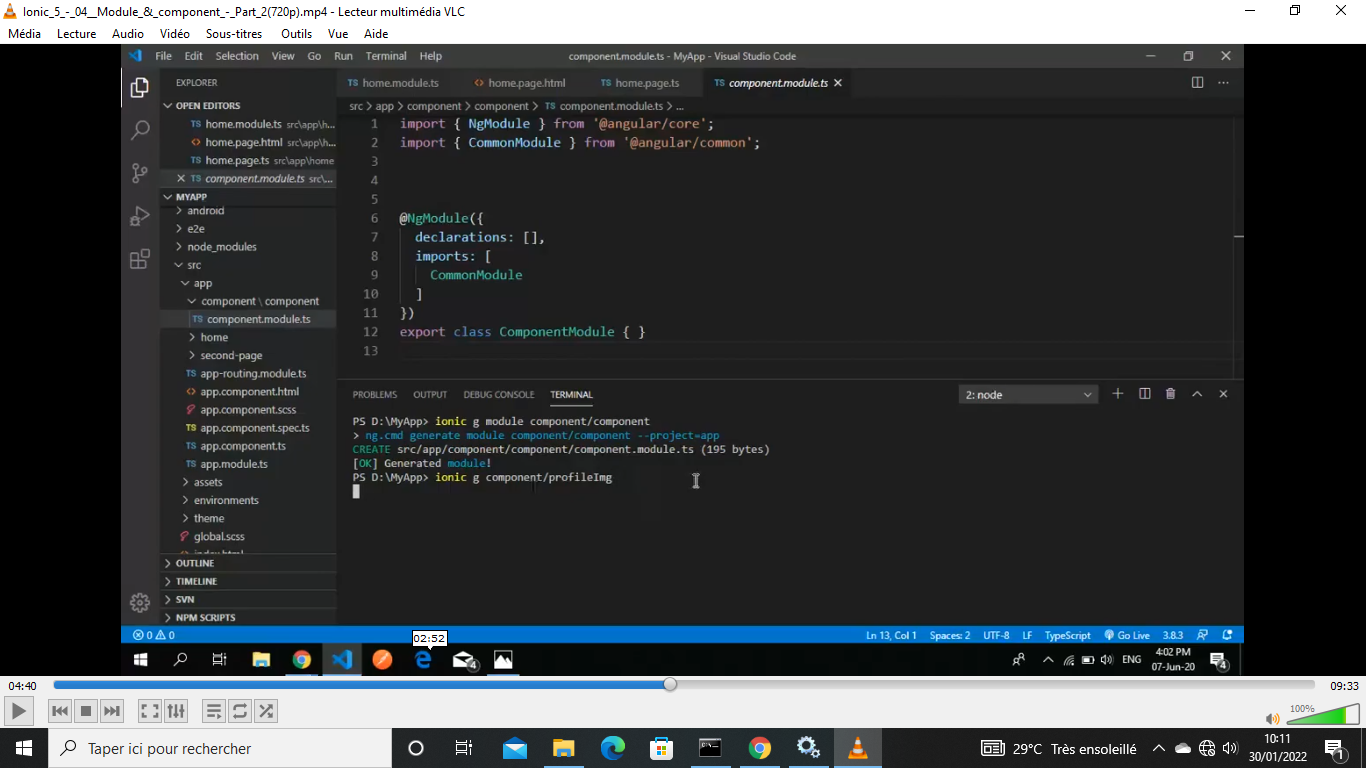 Ionic_5_-_04__Module_&_component_-_Part_2(720p).mp4 - Lecteur multimédia VLC
Média Lecture Audio Vidéo Sous-titres Outils Vue Aide
File Edit Selection View Go Run Terminal Help component.module.ts - MyApp - Visual Studio Code
EXPLORER
OPEN EDITORS
TS home.module.ts src\app\h...
<> home.page.html src\app\h...
TS home.page.ts src\app\home
TS component.module.ts src\...
MYAPP
android
e2e
node_modules
src
app
component \ component
TS component.module.ts
home
second-page
TS app-routing.module.ts
<> app.component.html
app.component.scss
TS app.component.spec.ts
TS app.component.ts
TS app.module.ts
assets
environments
theme
global.scss
index.html
OUTLINE
TIMELINE
SVN
NPM SCRIPTS
TS home.module.ts <> home.page.html TS home.page.ts TS component.module.ts
src > app > component > component > TS component.module.ts > ...
1 import { NgModule } from '@angular/core';
2 import { CommonModule } from '@angular/common';
3
4
5
6 @NgModule({
7 declarations: [],
8 imports: [
9 CommonModule
10 ]
11 })
12 export class ComponentModule { }
13
PROBLEMS OUTPUT DEBUG CONSOLE TERMINAL 2: node
PS D:\MyApp> ionic g module component/component
> ng.cmd generate module component/component --project=app
CREATE src/app/component/component/component.module.ts (195 bytes)
[OK] Generated module!
PS D:\MyApp> ionic g component/profileImg
0 0 Ln 13, Col 1 Spaces: 2 UTF-8 LF TypeScript Go Live 3.8.3
02:52
4 ENG 4:02 PM 4
07-Jun-20
04:40 09:33
100%
Taper ici pour rechercher 29°C Très ensoleillé 10:11 1
30/01/2022